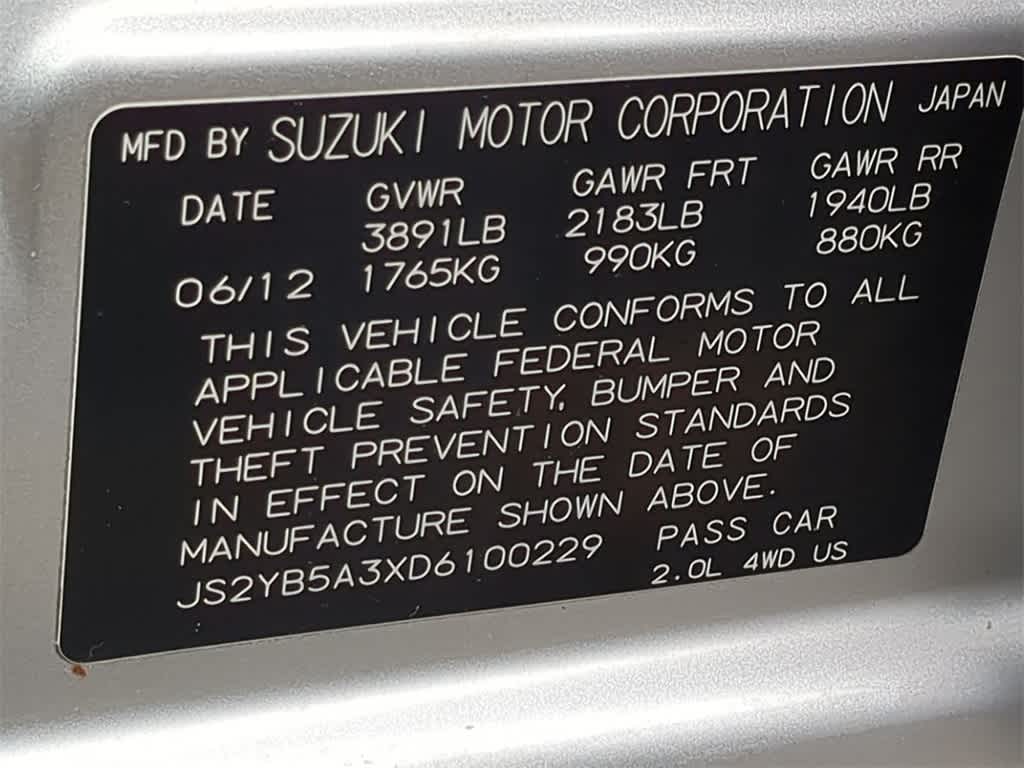 MFD BY SUZUKI MOTOR CORPORATION JAPAN
DATE GVWR GAWR FRT GAWR RR
3891LB 2183LB 1940LB
06/12 1765KG 990KG 880KG
THIS VEHICLE CONFORMS TO ALL
APPLICABLE FEDERAL MOTOR
VEHICLE SAFETY, BUMPER AND
THEFT PREVENTION STANDARDS
IN EFFECT ON THE DATE OF
MANUFACTURE SHOWN ABOVE.
JS2YB5A3XD6100229 PASS CAR
2.0L 4WD US